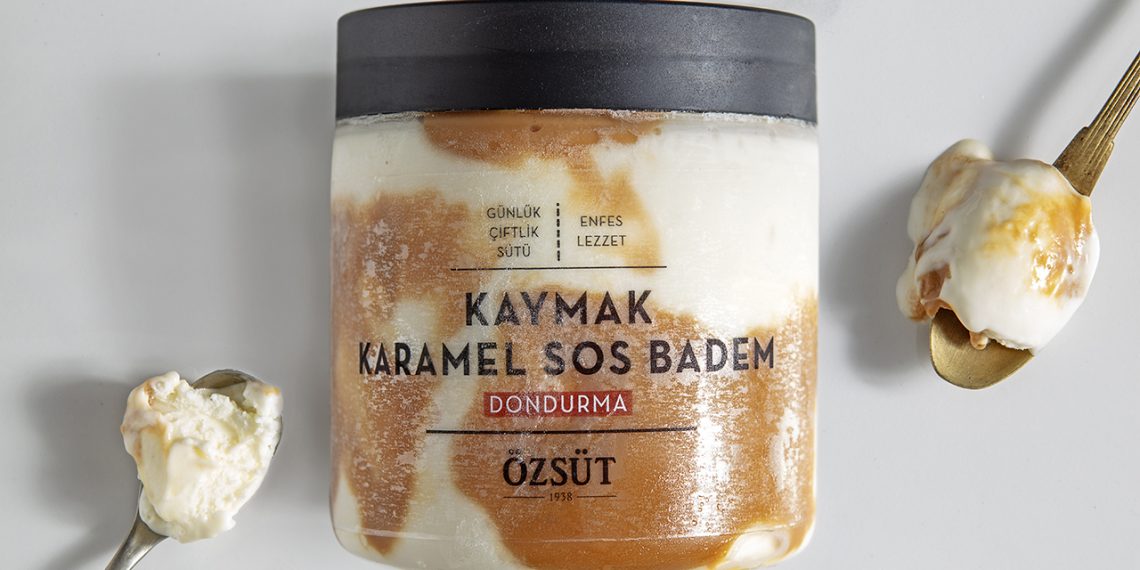 GÜNLÜK
ÇİFTLİK
SÜTÜ
ENFES
LEZZET
KAYMAK
KARAMEL SOS BADEM
DONDURMA
ÖZSÜT
1938